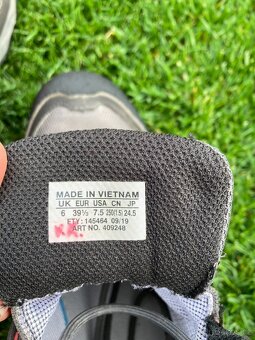 MADE IN VIETNAM
UK EUR USA CN JP
6 39⅓ 7.5 250(1.5) 24.5
FTY: 145464 09/19
ART NO. 409248